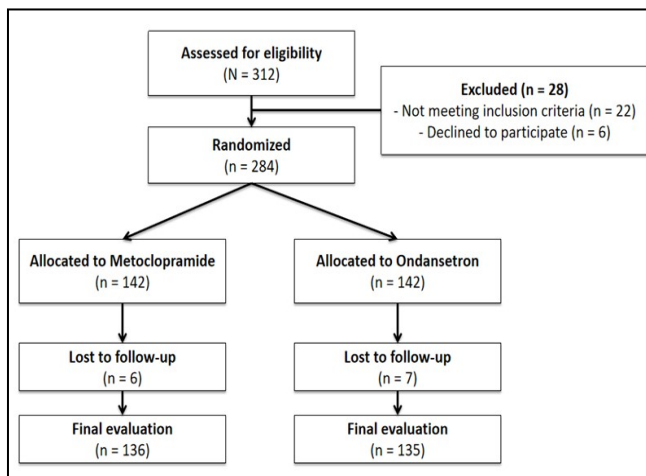 Assessed for eligibility
(N = 312)
Excluded (n = 28)
- Not meeting inclusion criteria (n = 22)
- Declined to participate (n = 6)
Randomized
(n = 284)
Allocated to Metoclopramide
(n = 142)
Allocated to Ondansetron
(n = 142)
Lost to follow-up
(n = 6)
Lost to follow-up
(n = 7)
Final evaluation
(n = 136)
Final evaluation
(n = 135)